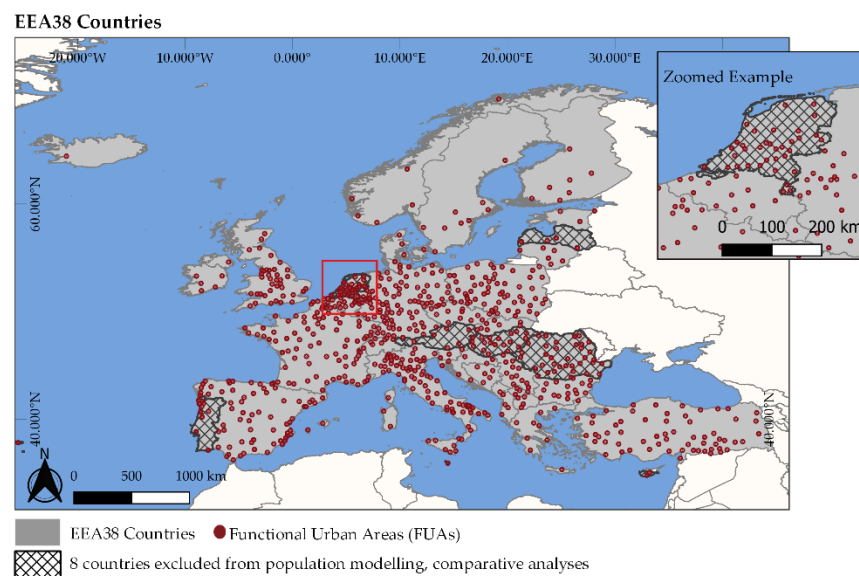 EEA38 Countries
20.000°W 10.000°W 0.000° 10.000°E 20.000°E 30.000°E
Zoomed Example
0 100 200 km
60.000°N
40.000°N
40.000°N
N
0 500 1000 km
EEA38 Countries Functional Urban Areas (FUAs)
8 countries excluded from population modelling, comparative analyses